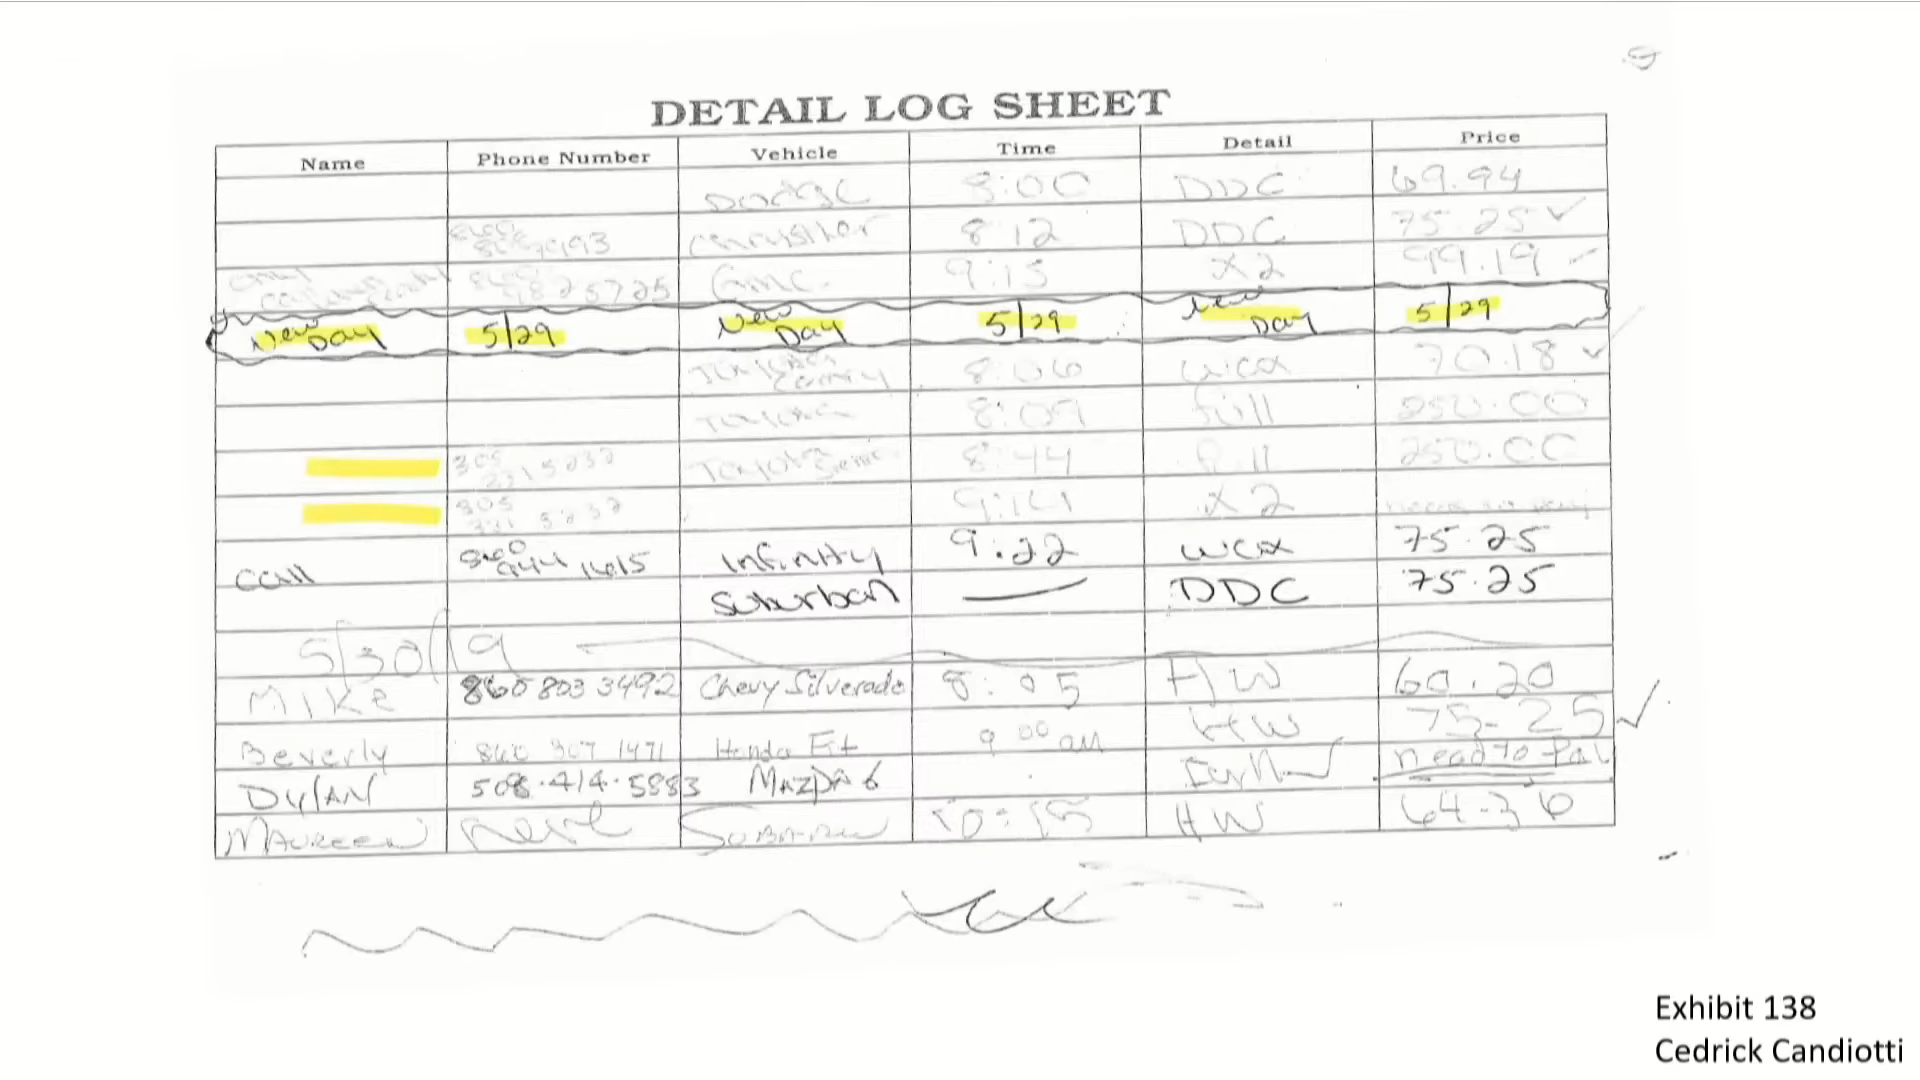 DETAIL LOG SHEET
Name Phone Number Vehicle Time Detail Price
Dodge 8:00 DDC 69.94
8:12 DDC 75.25 ✓
GMC. 9:15 X2 99.19
New Day 5/29 New Day 5/29 New Day 5/29
8:06 wax 70.18 ✓
Toyota 8:09 full 250.00
305 Toyota 8:44 full 250.00
305 X2
Call 860 944 1615 Infinity 9:22 wax 75.25
Suburban — DDC 75.25
5/30/19
MIKE 860 803 3492 Chevy Silverado 8:05 HW 60.20
Beverly 860 307 1471 Honda Fit 9 00 am HW 75-25 ✓
DylAN 508.414.5883 MAZDA 6 need to Pay
MAUREEN Subaru 10:15 HW 64-36
Exhibit 138
Cedrick Candiotti